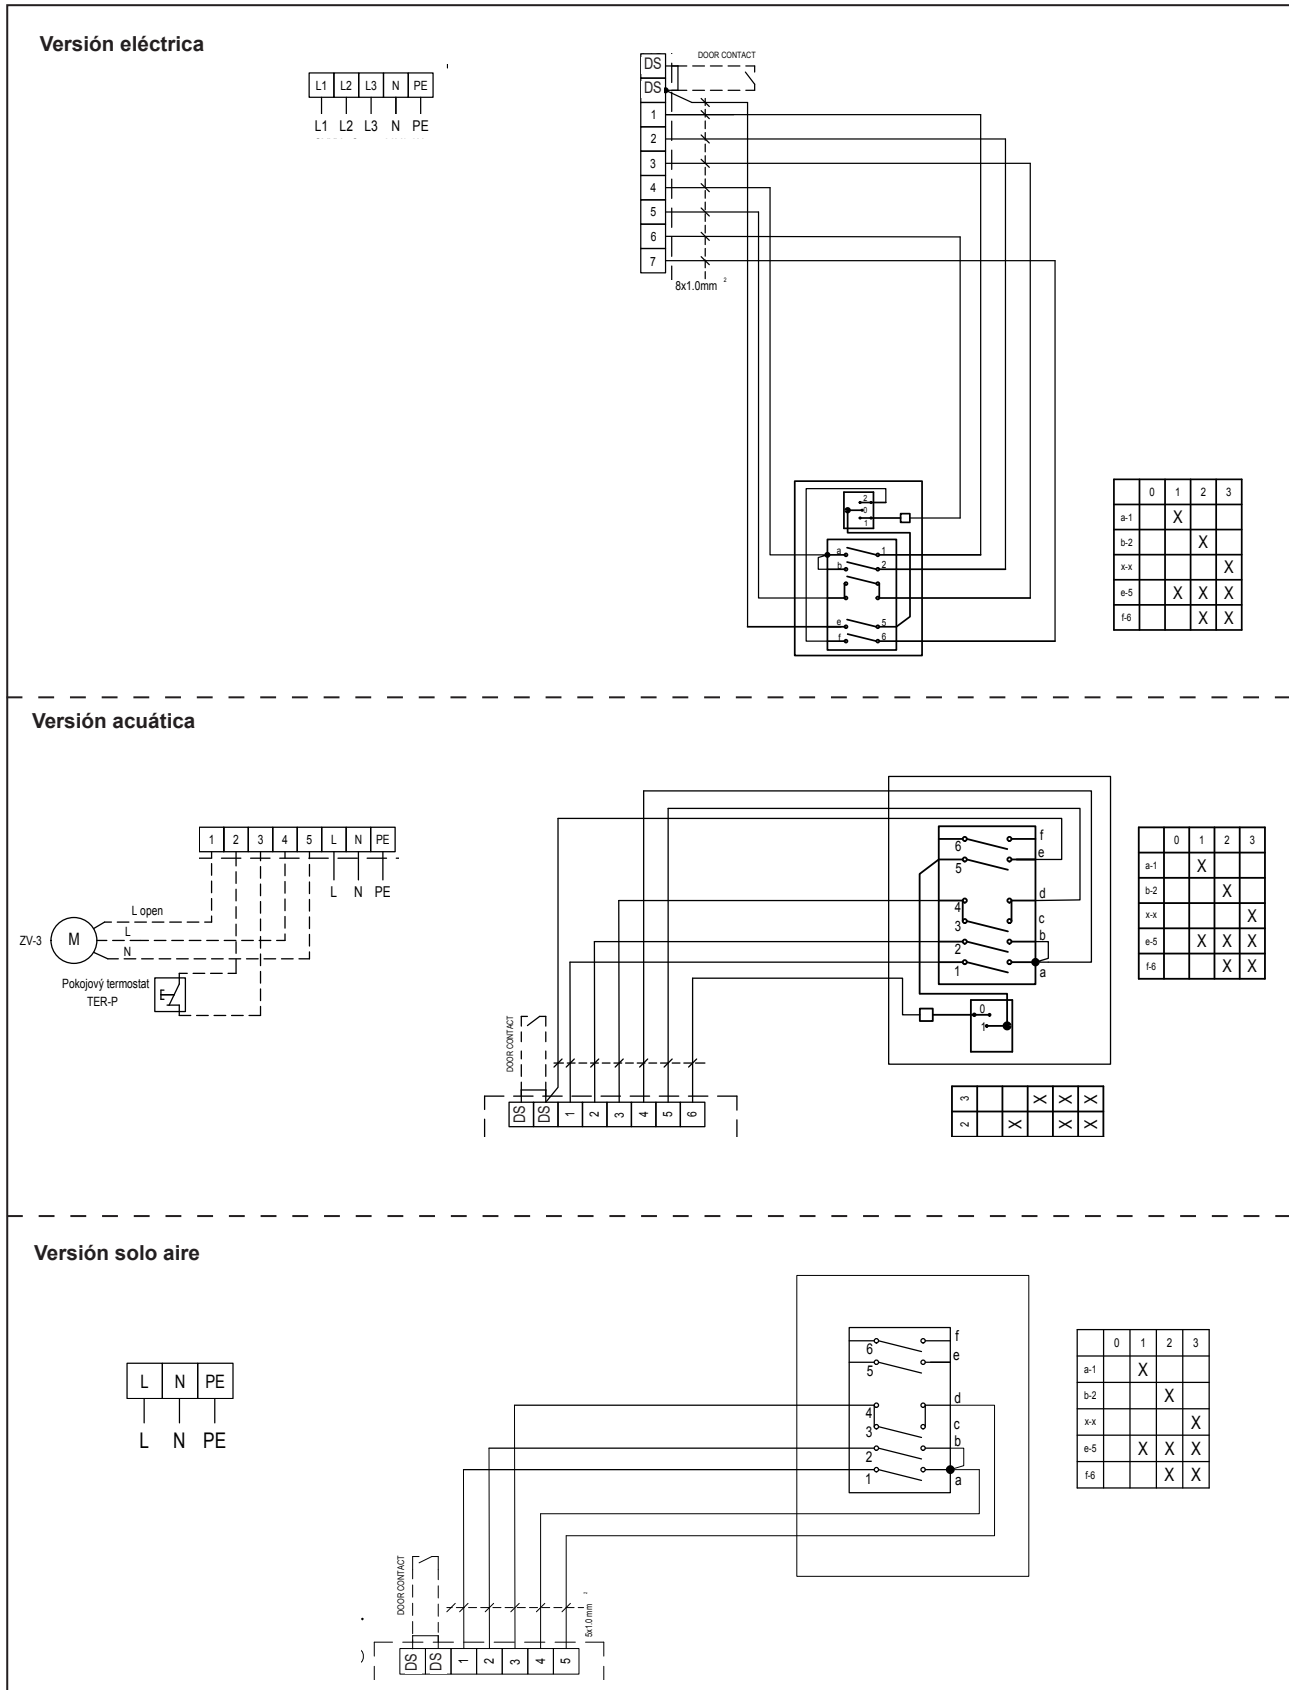 Versión eléctrica
L1 L2 L3 N PE
L1 L2 L3 N PE
DOOR CONTACT
DS
DS
1
2
3
4
5
6
7
8x1.0mm 2
2
0
1
a 1
b 2
e 5
f 6
0 1 2 3
a-1 X
b-2 X
x-x X
e-5 X X X
f-6 X X
Versión acuática
1 2 3 4 5 L N PE
L N PE
L open
L
N
ZV-3 M
Pokojový termostat
TER-P
DOOR CONTACT
DS DS 1 2 3 4 5 6
6 f
5 e
4 d
3 c
2 b
1 a
0
1
0 1 2 3
a-1 X
b-2 X
x-x X
e-5 X X X
f-6 X X
3 X X X
2 X X X
Versión solo aire
L N PE
L N PE
6 f
5 e
4 d
3 c
2 b
1 a
0 1 2 3
a-1 X
b-2 X
x-x X
e-5 X X X
f-6 X X
DOOR CONTACT
5x1.0 mm 2
)
DS DS 1 2 3 4 5